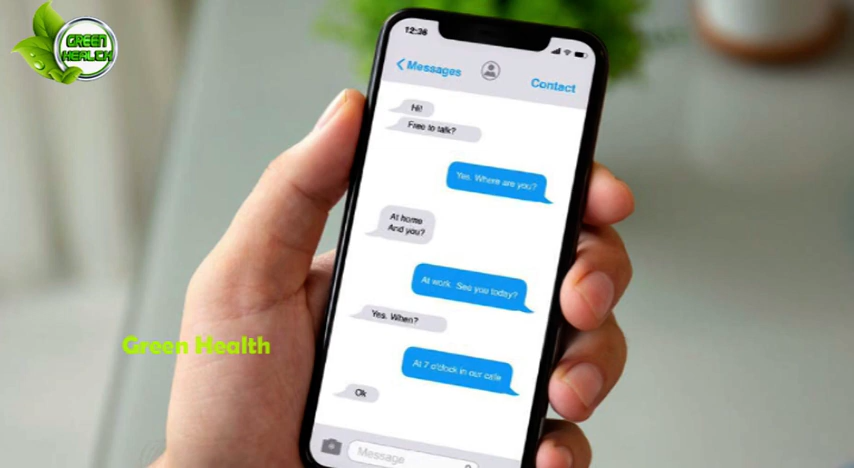 GREEN
HEALCH
12:36
Messages
Contact
Hi!
Free to talk?
Yes. Where are you?
At home
And you?
At work. See you today?
Yes. When?
At 7 o'clock in our cafe
Ok
Message
Green Health